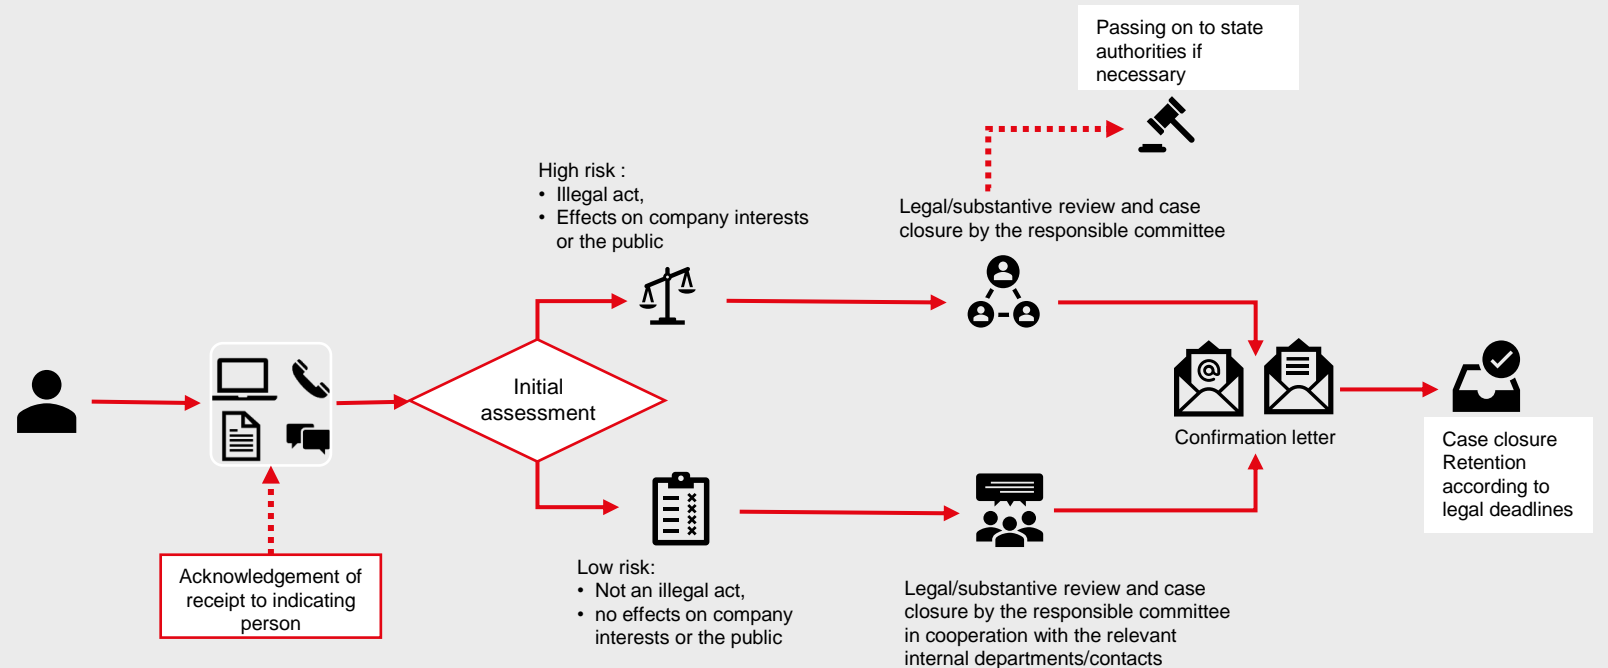 Passing on to state
authorities if
necessary
High risk :
• Illegal act,
• Effects on company interests
or the public
Legal/substantive review and case
closure by the responsible committee
Initial
assessment
@
Confirmation letter
Case closure
Retention
according to
legal deadlines
Acknowledgement of
receipt to indicating
person
Low risk:
• Not an illegal act,
• no effects on company
interests or the public
Legal/substantive review and case
closure by the responsible committee
in cooperation with the relevant
internal departments/contacts